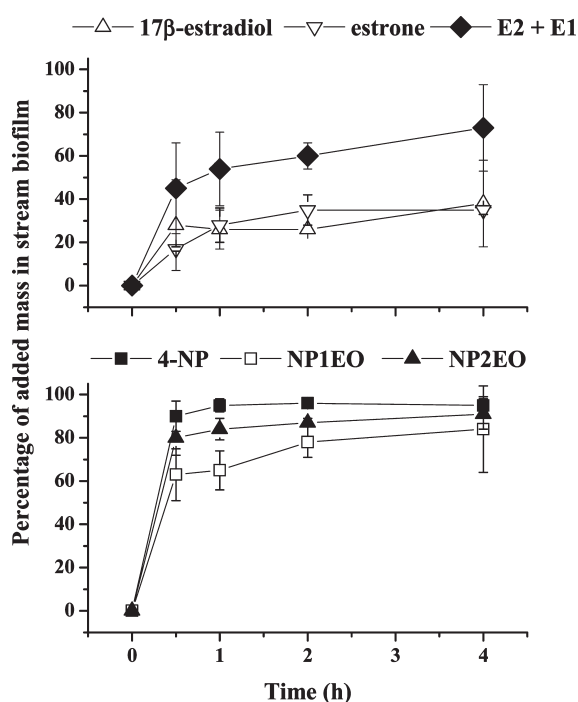 17β-estradiol estrone E2 + E1
100
80
60
40
20
0
4-NP NP1EO NP2EO
100
80
60
40
20
0
0 1 2 3 4
Time (h)
Percentage of added mass in stream biofilm